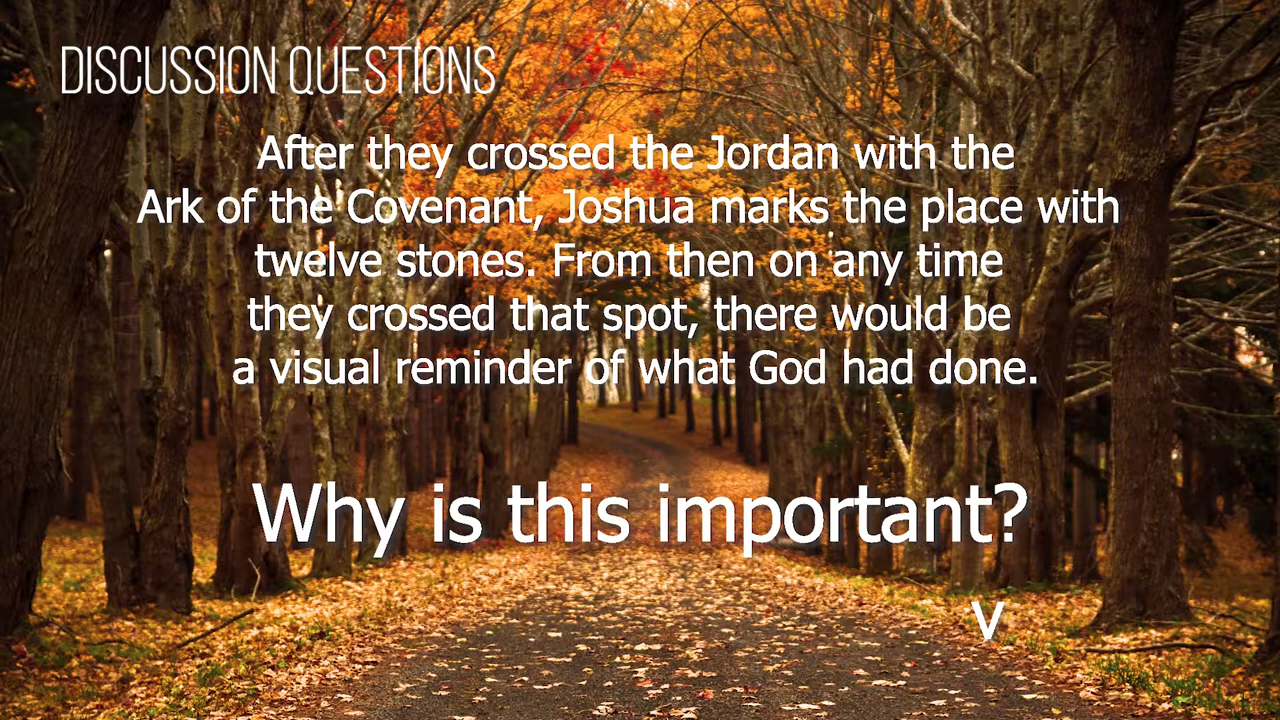 DISCUSSION QUESTIONS
After they crossed the Jordan with the
Ark of the Covenant, Joshua marks the place with
twelve stones. From then on any time
they crossed that spot, there would be
a visual reminder of what God had done.
Why is this important?
v